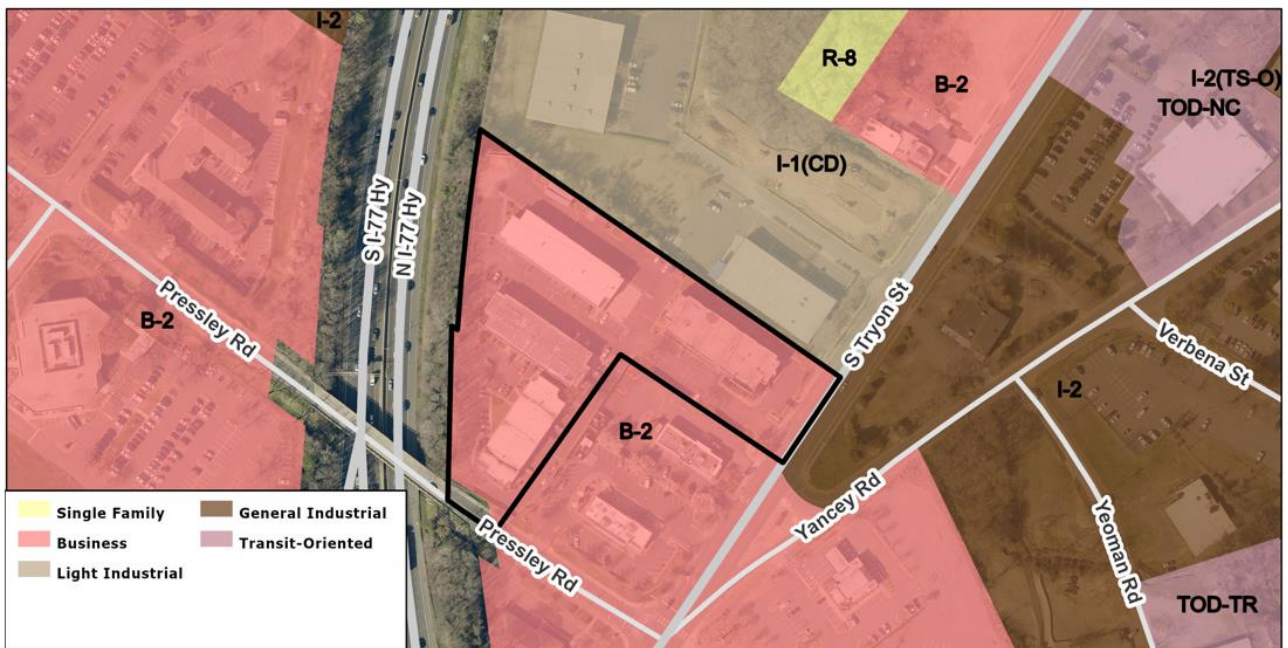 I-2
R-8
B-2
I-2(TS-O)
TOD-NC
I-1(CD)
S I-77 Hy
N I-77 Hy
S Tryon St
Pressley Rd
B-2
Verbena St
I-2
B-2
Yancey Rd
Yeoman Rd
Pressley Rd
TOD-TR
Single Family
General Industrial
Business
Transit-Oriented
Light Industrial